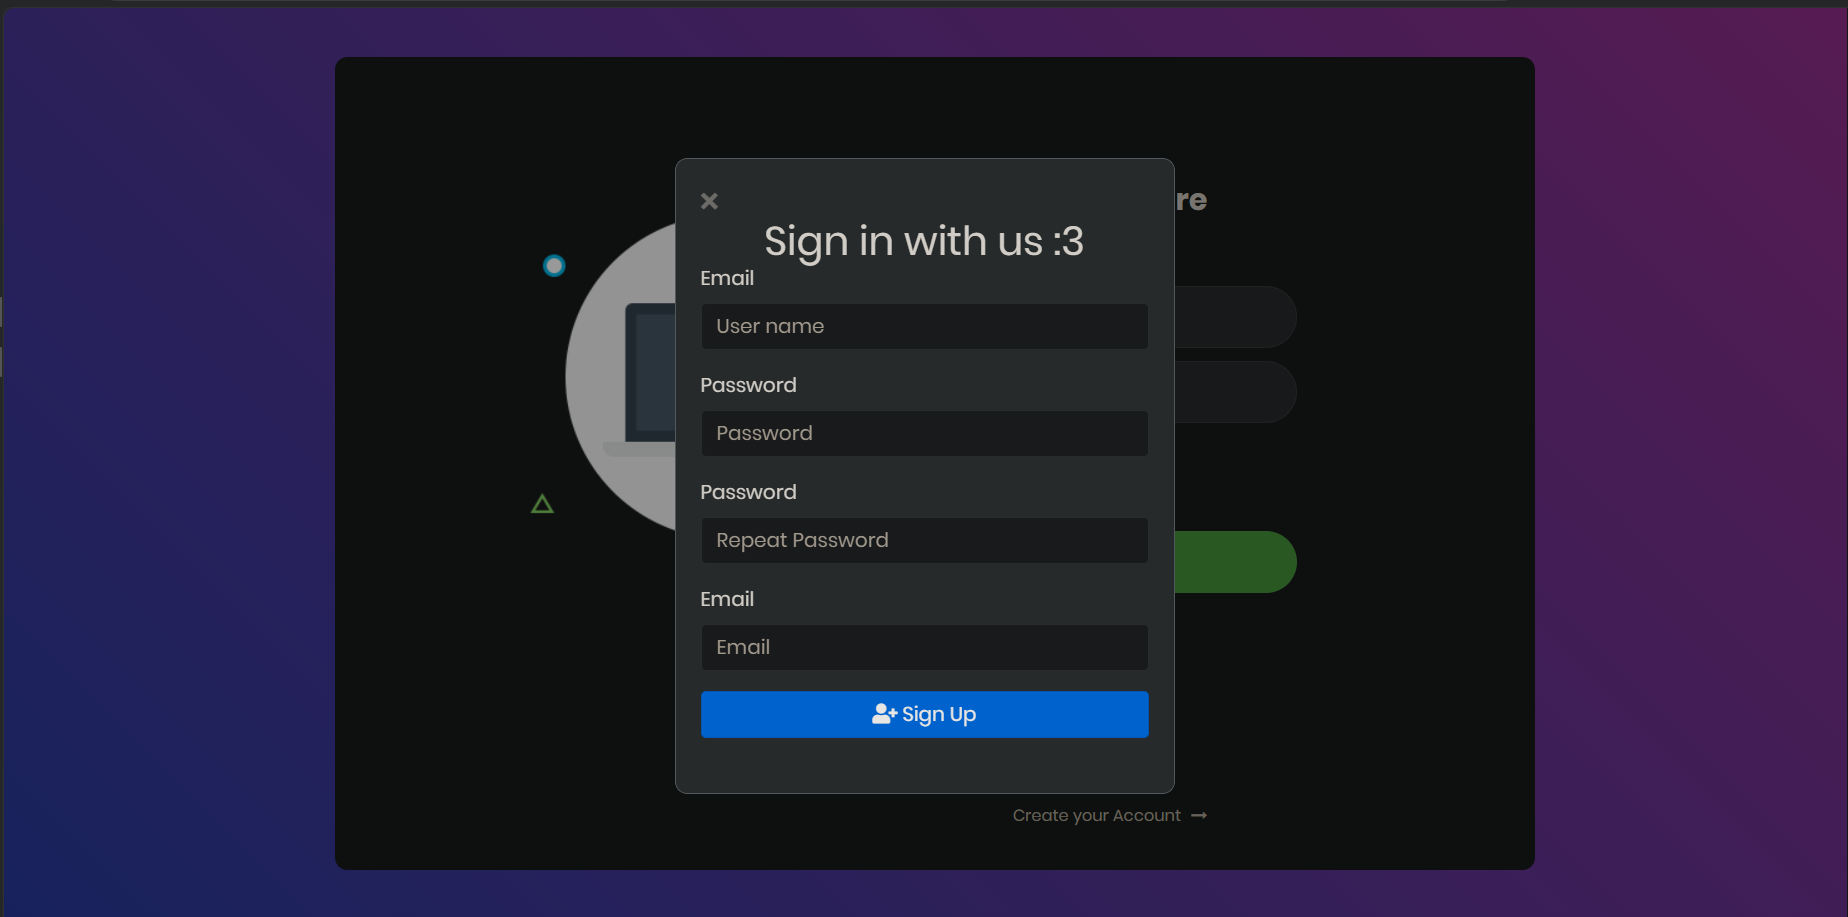 re
Sign in with us :3
Email
User name
Password
Password
Password
Repeat Password
Email
Email
Sign Up
Create your Account